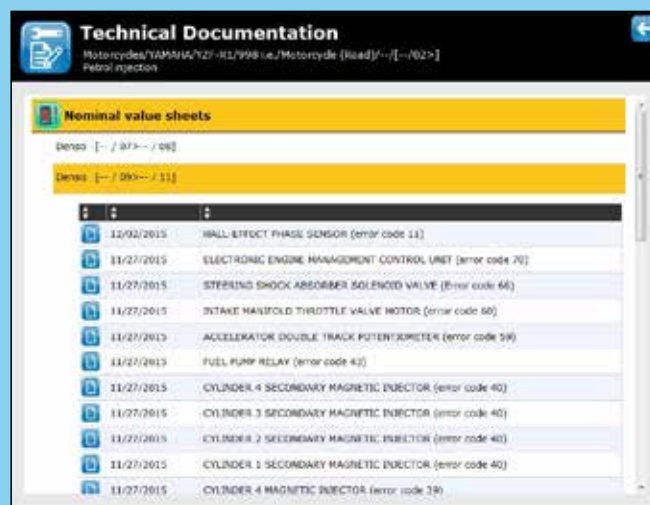 Technical Documentation
Motorcycles/YAMAHA/YZF-R1/998 i.e./Motorcycle (Road)/--/[--/02>]
Petrol injection
Nominal value sheets
Denso [-- / 07>-- / 08]
Denso [-- / 09>-- / 11]
12/02/2015 HALL-EFFECT PHASE SENSOR (error code 11)
11/27/2015 ELECTRONIC ENGINE MANAGEMENT CONTROL UNIT (error code 70)
11/27/2015 STEERING SHOCK ABSORBER SOLENOID VALVE (Error code 66)
11/27/2015 INTAKE MANIFOLD THROTTLE VALVE MOTOR (error code 60)
11/27/2015 ACCELERATOR DOUBLE TRACK POTENTIOMETER (error code 59)
11/27/2015 FUEL PUMP RELAY (error code 43)
11/27/2015 CYLINDER 4 SECONDARY MAGNETIC INJECTOR (error code 40)
11/27/2015 CYLINDER 3 SECONDARY MAGNETIC INJECTOR (error code 40)
11/27/2015 CYLINDER 2 SECONDARY MAGNETIC INJECTOR (error code 40)
11/27/2015 CYLINDER 1 SECONDARY MAGNETIC INJECTOR (error code 40)
11/27/2015 CYLINDER 4 MAGNETIC INJECTOR (error code 39)